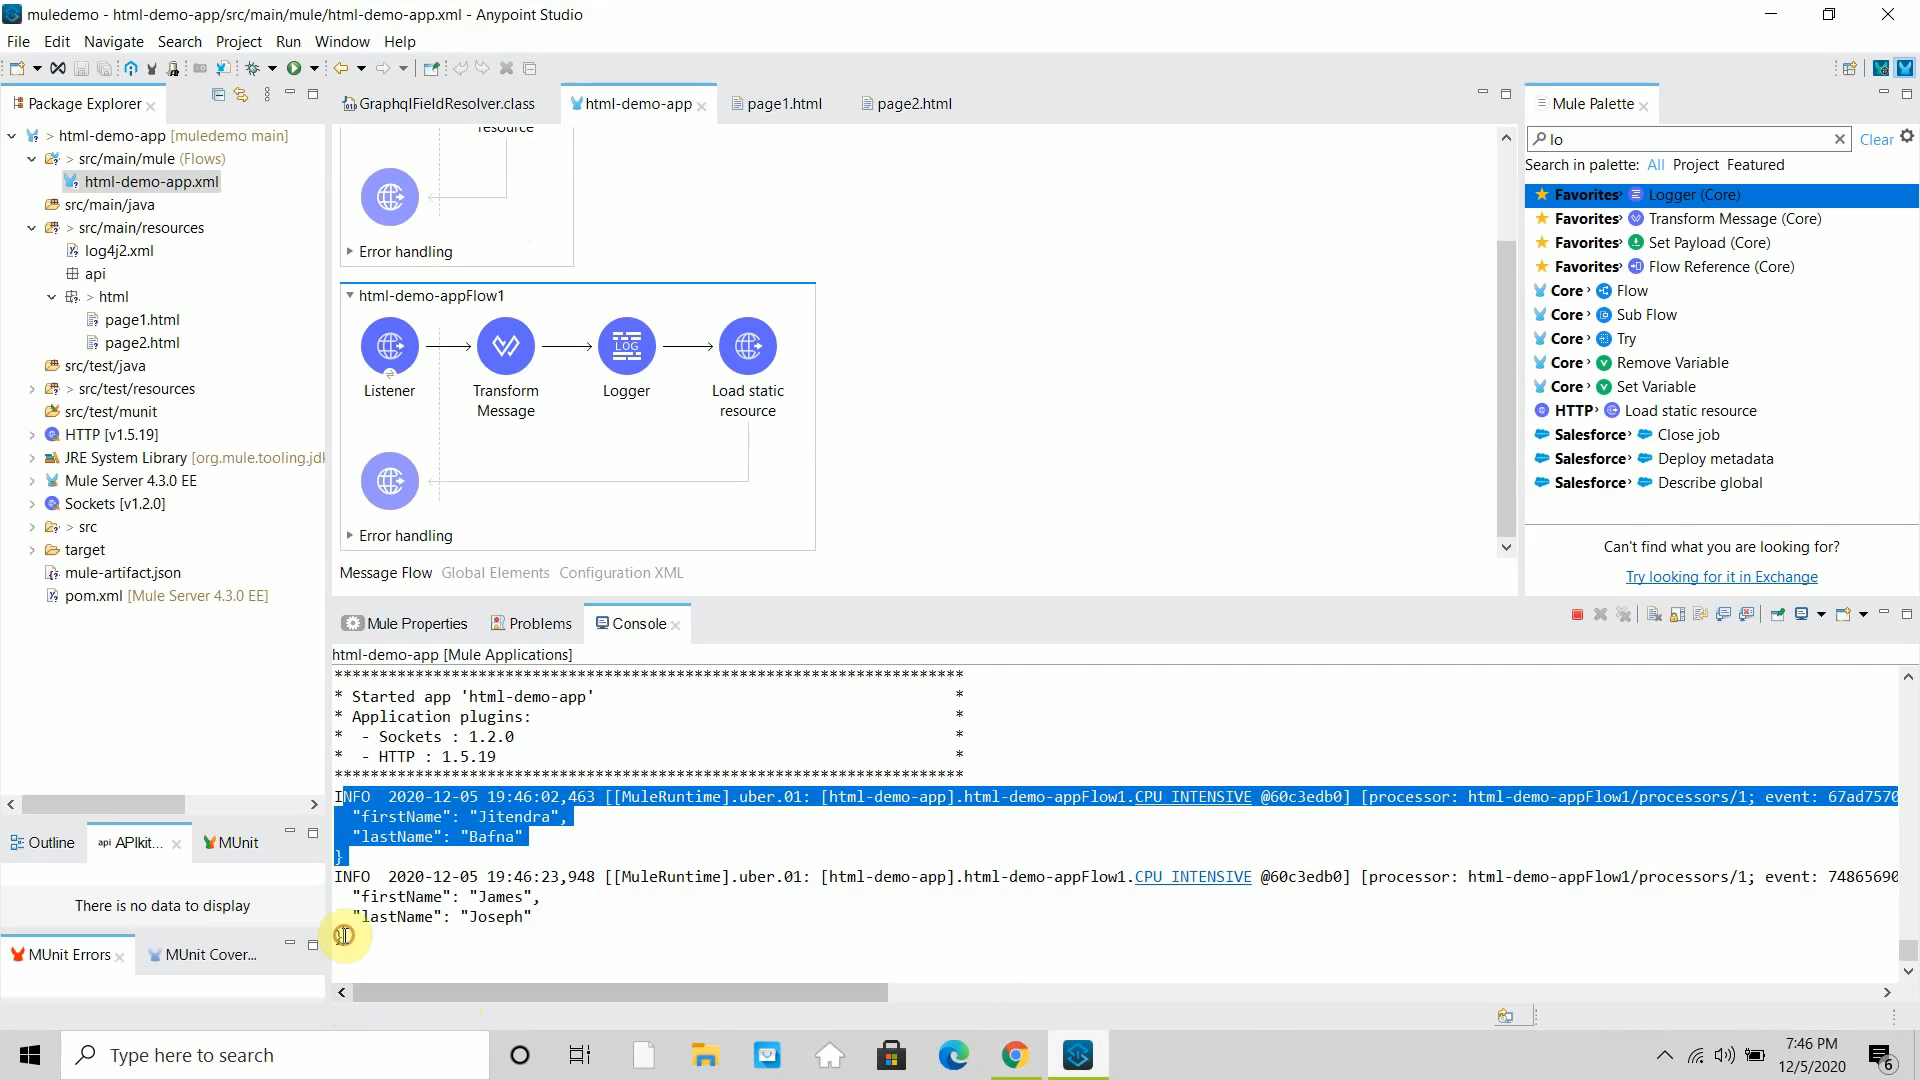 muledemo - html-demo-app/src/main/mule/html-demo-app.xml - Anypoint Studio
File Edit Navigate Search Project Run Window Help
Package Explorer
html-demo-app [muledemo main]
src/main/mule (Flows)
html-demo-app.xml
src/main/java
src/main/resources
log4j2.xml
api
html
page1.html
page2.html
src/test/java
src/test/resources
src/test/munit
HTTP [v1.5.19]
JRE System Library [org.mule.tooling.jdk
Mule Server 4.3.0 EE
Sockets [v1.2.0]
src
target
mule-artifact.json
pom.xml [Mule Server 4.3.0 EE]
GraphqlFieldResolver.class
html-demo-app
page1.html
page2.html
resource
Error handling
html-demo-appFlow1
LOG
Listener
Transform
Message
Logger
Load static
resource
Error handling
Message Flow Global Elements Configuration XML
Mule Palette
lo
Clear
Search in palette: All Project Featured
Favorites Logger (Core)
Favorites Transform Message (Core)
Favorites Set Payload (Core)
Favorites Flow Reference (Core)
Core Flow
Core Sub Flow
Core Try
Core Remove Variable
Core Set Variable
HTTP Load static resource
Salesforce Close job
Salesforce Deploy metadata
Salesforce Describe global
Can't find what you are looking for?
Try looking for it in Exchange
Mule Properties Problems Console
html-demo-app [Mule Applications]
**********************************************************************
* Started app 'html-demo-app' *
* Application plugins: *
* - Sockets : 1.2.0 *
* - HTTP : 1.5.19 *
**********************************************************************
INFO 2020-12-05 19:46:02,463 [[MuleRuntime].uber.01: [html-demo-app].html-demo-appFlow1.CPU_INTENSIVE @60c3edb0] [processor: html-demo-appFlow1/processors/1; event: 67ad7570
"firstName": "Jitendra",
"lastName": "Bafna"
}
INFO 2020-12-05 19:46:23,948 [[MuleRuntime].uber.01: [html-demo-app].html-demo-appFlow1.CPU_INTENSIVE @60c3edb0] [processor: html-demo-appFlow1/processors/1; event: 74865690
"firstName": "James",
"lastName": "Joseph"
}
Outline api APIkit... MUnit
There is no data to display
MUnit Errors MUnit Cover...
Type here to search
7:46 PM
12/5/2020
6